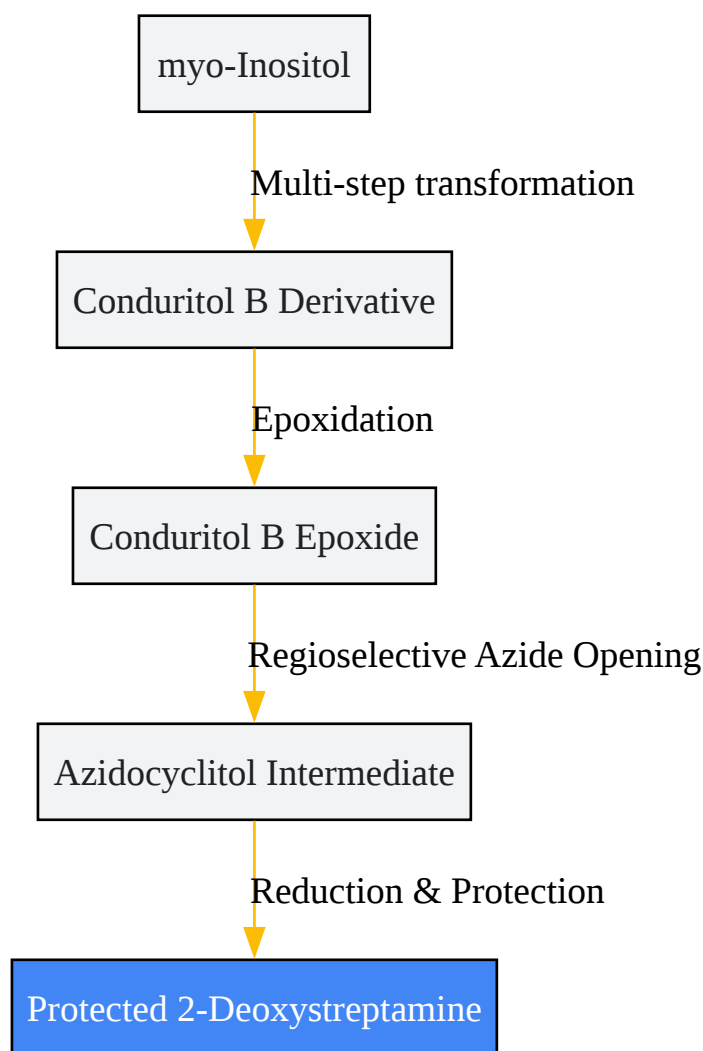 myo-Inositol
Multi-step transformation
Conduritol B Derivative
Epoxidation
Conduritol B Epoxide
Regioselective Azide Opening
Azidocyclitol Intermediate
Reduction & Protection
Protected 2-Deoxystreptamine